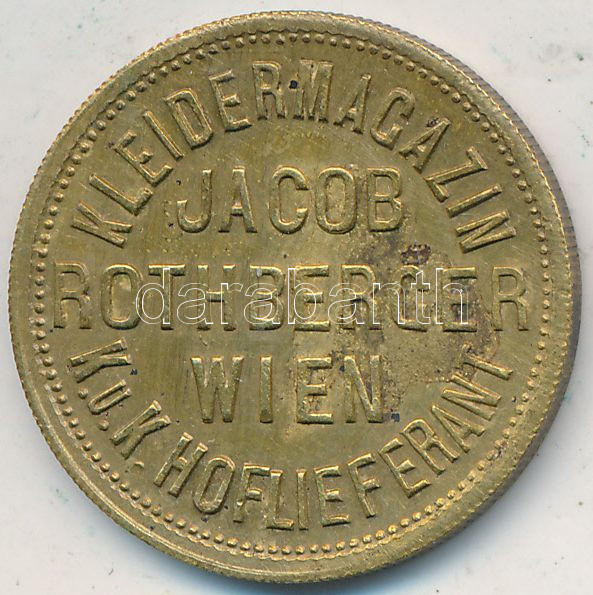 KLEIDERMAGAZIN
JACOB
ROTHBERGER
WIEN
K.u.K. HOFLIEFERANT
darabanth